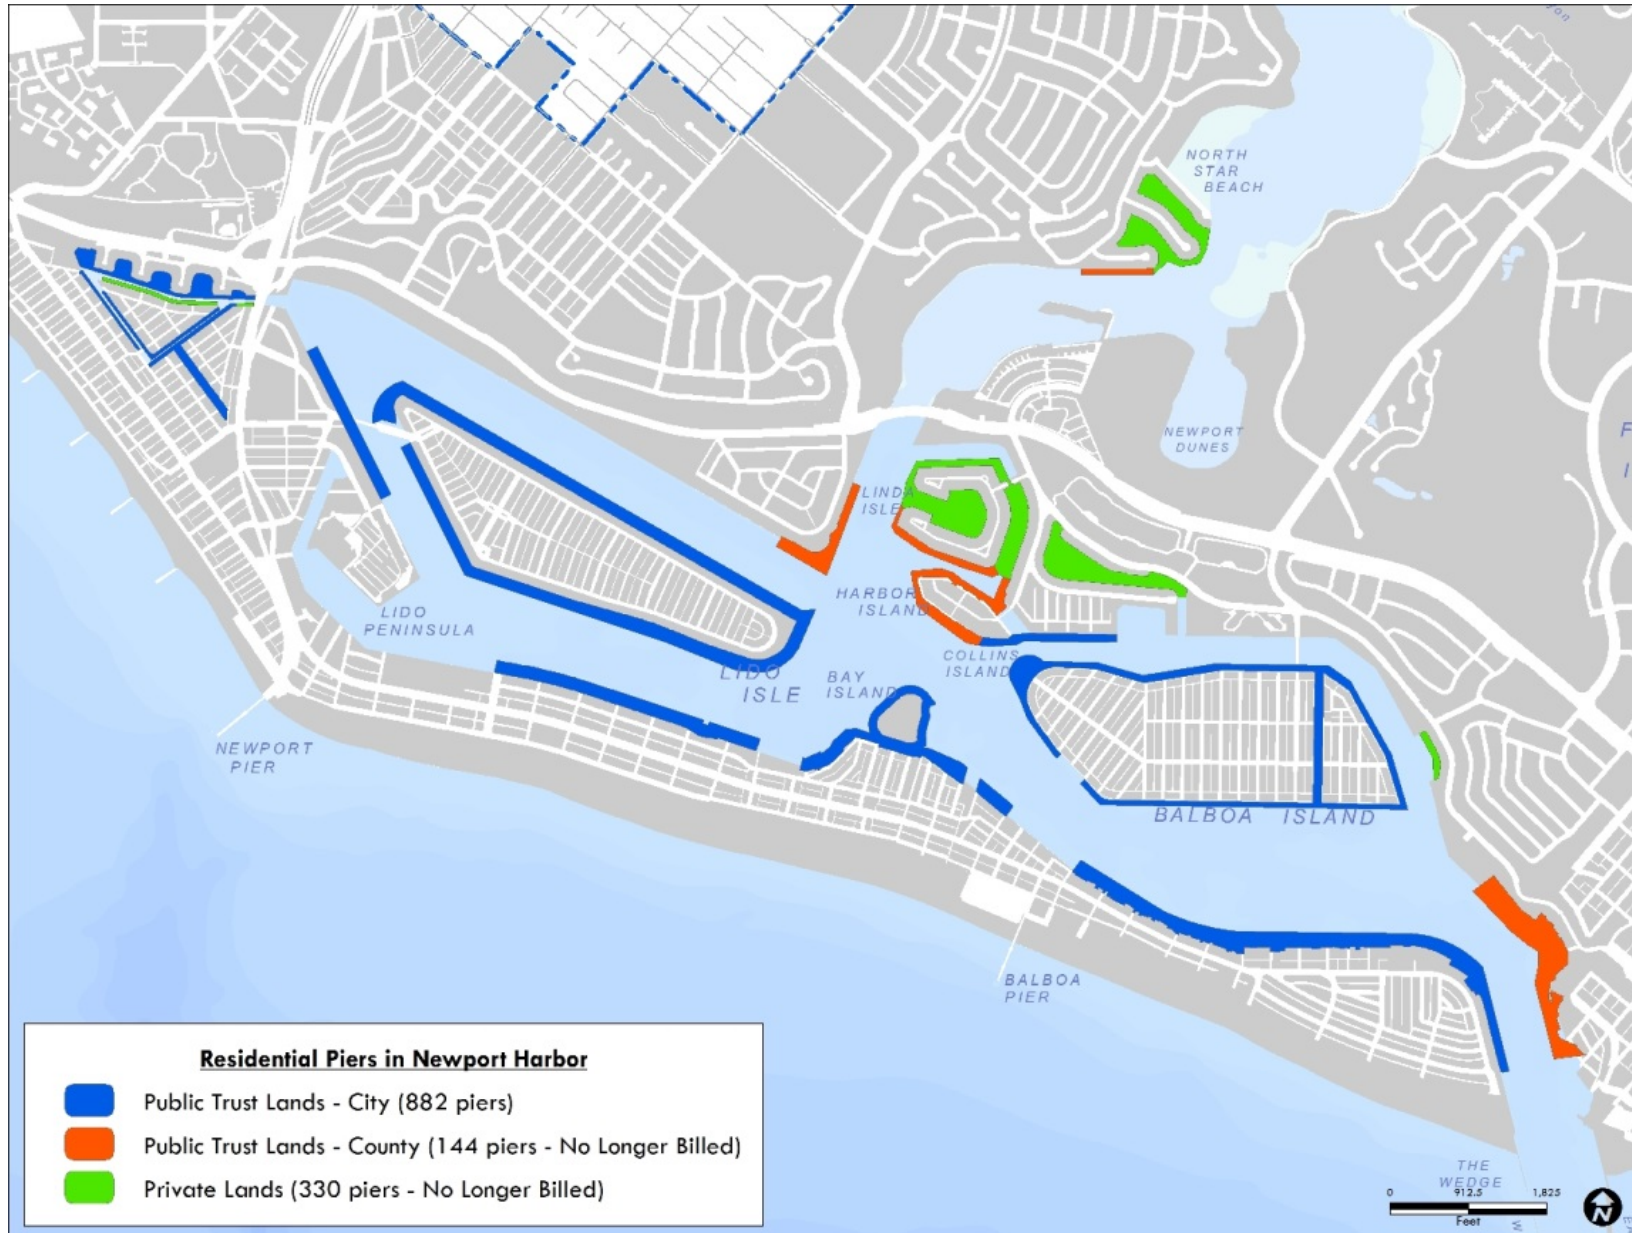 yon
NORTH
STAR
BEACH
NEWPORT
DUNES
F
I
LINDA
ISLE
HARBOR
ISLAND
LIDO
PENINSULA
COLLINS
ISLAND
LIDO
ISLE
BAY
ISLAND
NEWPORT
PIER
BALBOA ISLAND
BALBOA
PIER
Residential Piers in Newport Harbor
Public Trust Lands - City (882 piers)
Public Trust Lands - County (144 piers - No Longer Billed)
Private Lands (330 piers - No Longer Billed)
THE
WEDGE
W
0 912.5 1,825
Feet
N